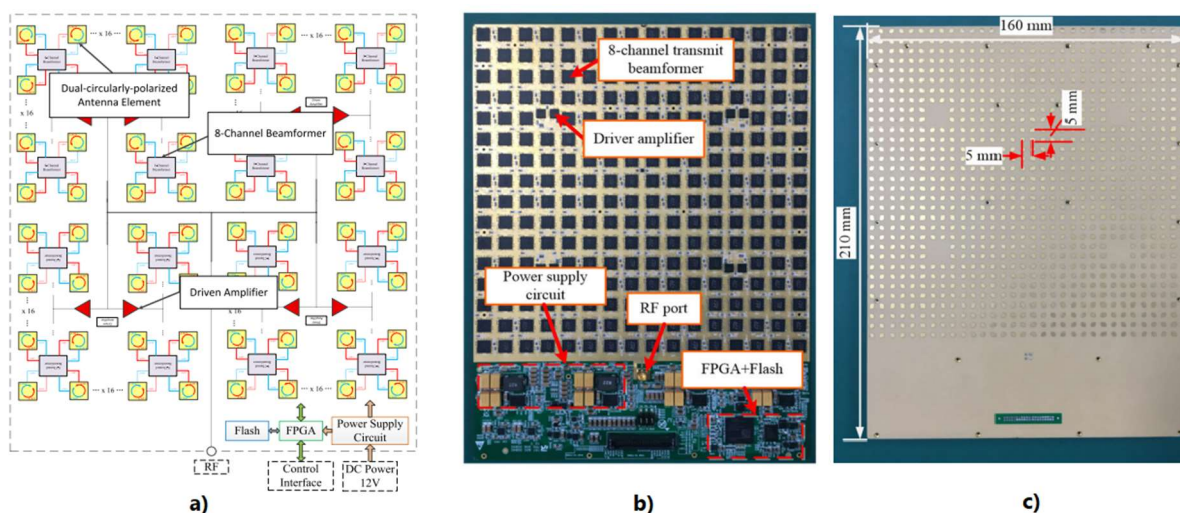 ··· x 16 ···
··· x 16 ···
x 16
Dual-circularly-polarized
Antenna Element
x 16
8-Channel Beamformer
x 16
x 16
Driven Amplifier
··· x 16 ···
··· x 16 ···
Flash
FPGA
Power Supply
Circuit
RF
Control
Interface
DC Power
12V
a)
8-channel transmit
beamformer
Driver amplifier
Power supply
circuit
RF port
FPGA+Flash
b)
160 mm
210 mm
5 mm
5 mm
c)